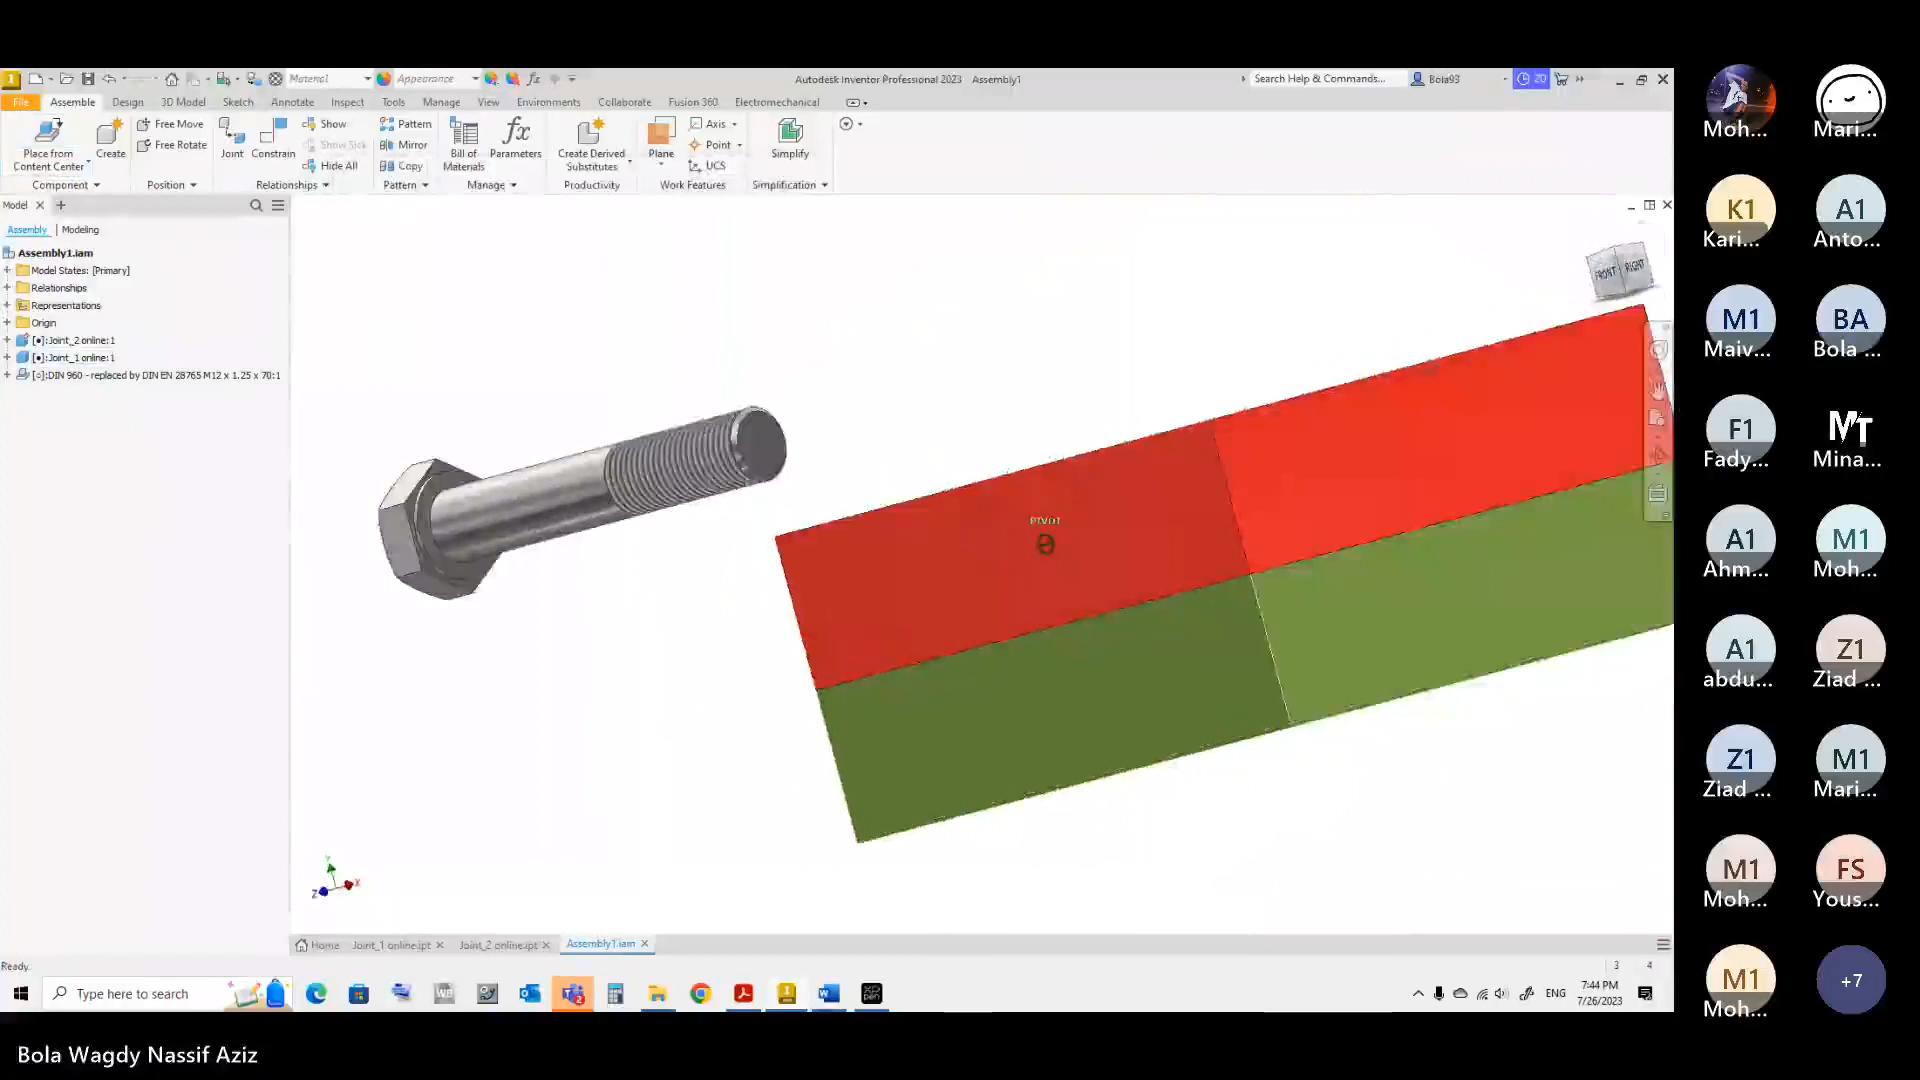 Material
Appearance
Autodesk Inventor Professional 2023 Assembly1
Search Help & Commands...
Bola93
20
File
Assemble
Design
3D Model
Sketch
Annotate
Inspect
Tools
Manage
View
Environments
Collaborate
Fusion 360
Electromechanical
Place from
Content Center
Create
Free Move
Free Rotate
Joint
Constrain
Show
Show Sick
Hide All
Pattern
Mirror
Copy
Bill of
Materials
Parameters
Create Derived
Substitutes
Plane
Axis
Point
UCS
Simplify
Component
Position
Relationships
Pattern
Manage
Productivity
Work Features
Simplification
Model
Assembly
Modeling
Assembly1.iam
Model States: [Primary]
Relationships
Representations
Origin
[●]:Joint_2 online:1
[●]:Joint_1 online:1
[○]:DIN 960 - replaced by DIN EN 28765 M12 x 1.25 x 70:1
FRONT
RIGHT
PIVOT
Y
Z
X
Home
Joint_1 online.ipt
Joint_2 online.ipt
Assembly1.iam
Ready
3
4
Type here to search
ENG
7:44 PM
7/26/2023
Moh...
Mari...
K1
Kari...
A1
Anto...
M1
Maiv...
BA
Bola ...
F1
Fady...
MT
Mina...
A1
Ahm...
M1
Moh...
A1
abdu...
Z1
Ziad ...
Z1
Ziad ...
M1
Mari...
M1
Moh...
FS
Yous...
M1
Moh...
+7
Bola Wagdy Nassif Aziz